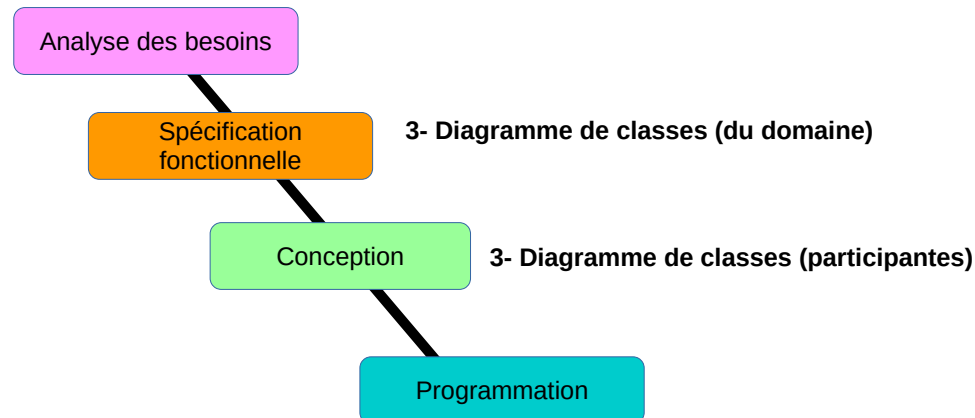 Analyse des besoins
Spécification
fonctionnelle
3- Diagramme de classes (du domaine)
Conception
3- Diagramme de classes (participantes)
Programmation